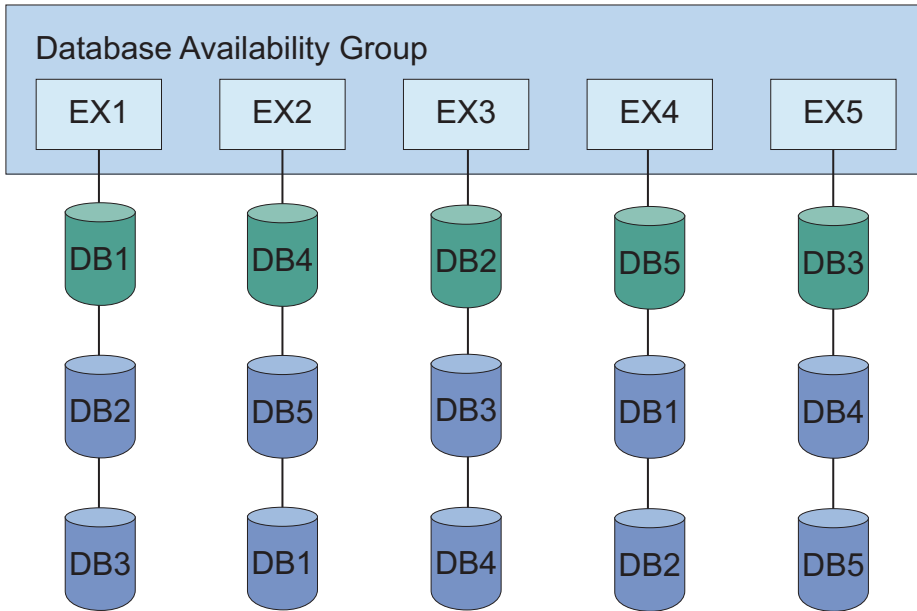 Database Availability Group
EX1 EX2 EX3 EX4 EX5
DB1 DB4 DB2 DB5 DB3
DB2 DB5 DB3 DB1 DB4
DB3 DB1 DB4 DB2 DB5